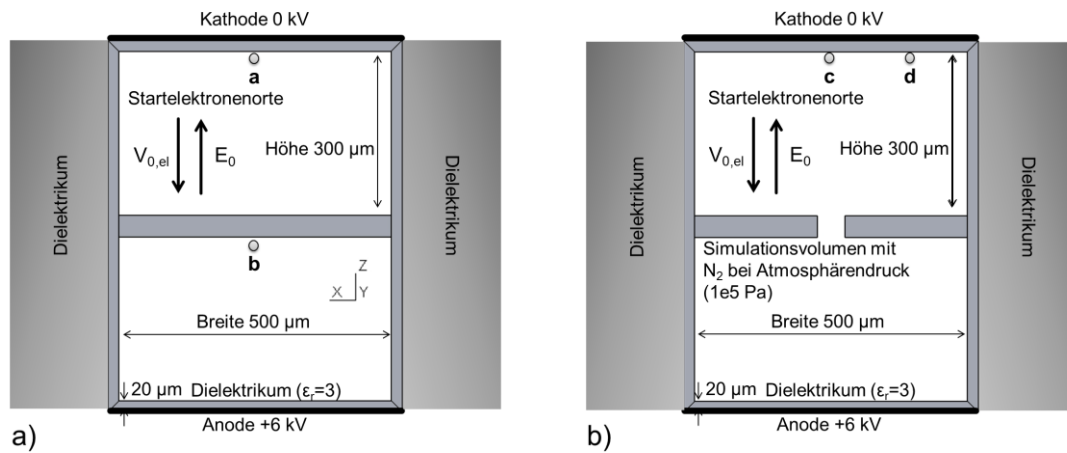 Kathode 0 kV
a
Startelektronenorte
V0,el
E0
Höhe 300 µm
Dielektrikum
Dielektrikum
b
Z
X
Y
Breite 500 µm
20 µm Dielektrikum (εr=3)
Anode +6 kV
a)
Kathode 0 kV
c
d
Startelektronenorte
V0,el
E0
Höhe 300 µm
Dielektrikum
Dielektrikum
Simulationsvolumen mit
N2 bei Atmosphärendruck
(1e5 Pa)
Breite 500 µm
20 µm Dielektrikum (εr=3)
Anode +6 kV
b)